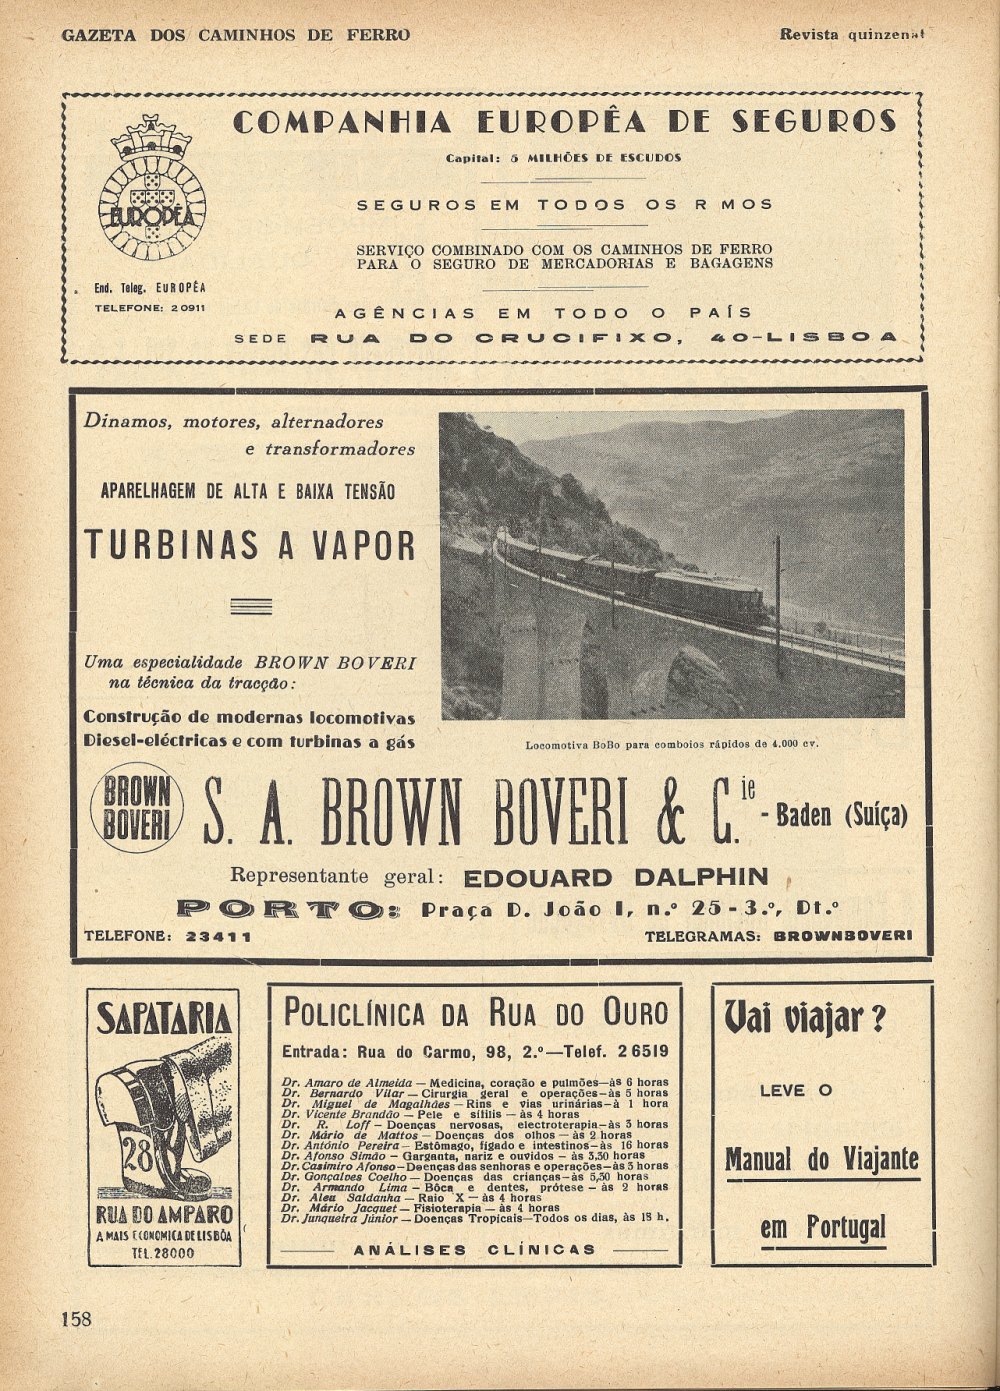 GAZETA DOS CAMINHOS DE FERRO
Revista quinzenal
COMPANHIA EUROPÊA DE SEGUROS
Capital: 5 MILHÕES DE ESCUDOS
SEGUROS EM TODOS OS R MOS
SERVIÇO COMBINADO COM OS CAMINHOS DE FERRO
PARA O SEGURO DE MERCADORIAS E BAGAGENS
AGÊNCIAS EM TODO O PAÍS
SEDE RUA DO CRUCIFIXO, 40-LISBOA
EUROPÊA
End. Teleg. EUROPÊA
TELEFONE: 20911
Dínamos, motores, alternadores
e transformadores
APARELHAGEM DE ALTA E BAIXA TENSÃO
TURBINAS A VAPOR
Uma especialidade BROWN BOVERI
na técnica da tracção:
Construção de modernas locomotivas
Diesel-eléctricas e com turbinas a gás
Locomotiva BoBo para comboios rápidos de 4.000 cv.
BROWN
BOVERI
S. A. BROWN BOVERI & C.ie - Baden (Suíça)
Representante geral: EDOUARD DALPHIN
PORTO: Praça D. João I, n.º 25-3.º, Dt.º
TELEFONE: 23411
TELEGRAMAS: BROWNBOVERI
SAPATARIA
28
RUA DO AMPARO
A MAIS ECONOMICA DE LISBÔA
TEL. 28000
POLICLÍNICA DA RUA DO OURO
Entrada: Rua do Carmo, 98, 2.º—Telef. 26519
Dr. Amaro de Almeida — Medicina, coração e pulmões—às 6 horas
Dr. Bernardo Vilar — Cirurgia geral e operações—às 5 horas
Dr. Miguel de Magalhães — Rins e vias urinárias—à 1 hora
Dr. Vicente Brandão — Pele e sífilis — às 4 horas
Dr. R. Loff — Doenças nervosas, electroterapia—às 3 horas
Dr. Mário de Mattos — Doenças dos olhos — às 2 horas
Dr. António Pereira — Estômago, fígado e intestinos—às 16 horas
Dr. Afonso Simão — Garganta, nariz e ouvidos — às 3,30 horas
Dr. Casimiro Afonso—Doenças das senhoras e operações—às 3 horas
Dr. Gonçalves Coelho — Doenças das crianças—às 5,30 horas
Dr. Armando Lima — Bôca e dentes, prótese — às 2 horas
Dr. Aleu Saldanha — Raio X — às 4 horas
Dr. Mário Jacquet — Fisioterapia — às 4 horas
Dr. Junqueira Júnior — Doenças Tropicais—Todos os dias, às 18 h.
ANÁLISES CLÍNICAS
Vai viajar?
LEVE O
Manual do Viajante
em Portugal
158